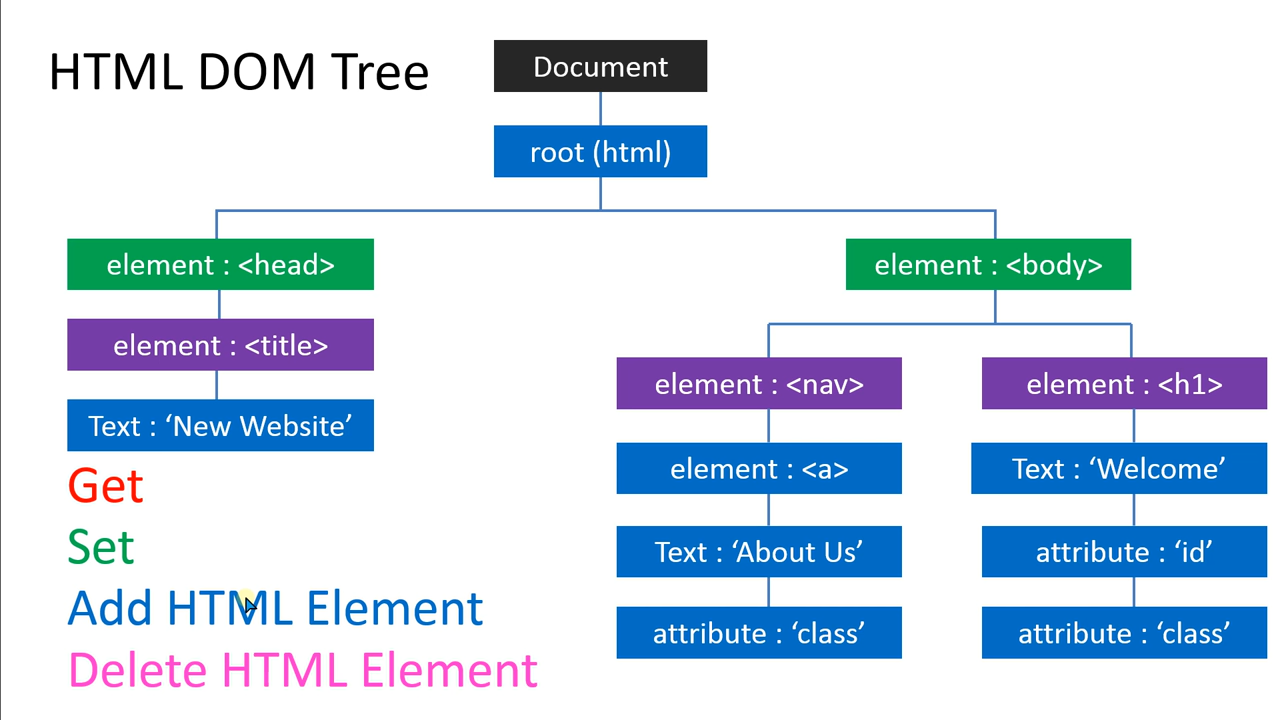 HTML DOM Tree
Document
root (html)
element : <head>
element : <body>
element : <title>
element : <nav>
element : <h1>
Text : ‘New Website’
element : <a>
Text : ‘Welcome’
Get
Set
Text : ‘About Us’
attribute : ‘id’
Add HTML Element
attribute : ‘class’
attribute : ‘class’
Delete HTML Element